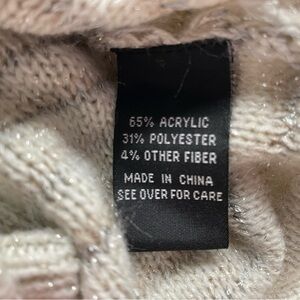 65% ACRYLIC
31% POLYESTER
4% OTHER FIBER
MADE IN CHINA
SEE OVER FOR CARE